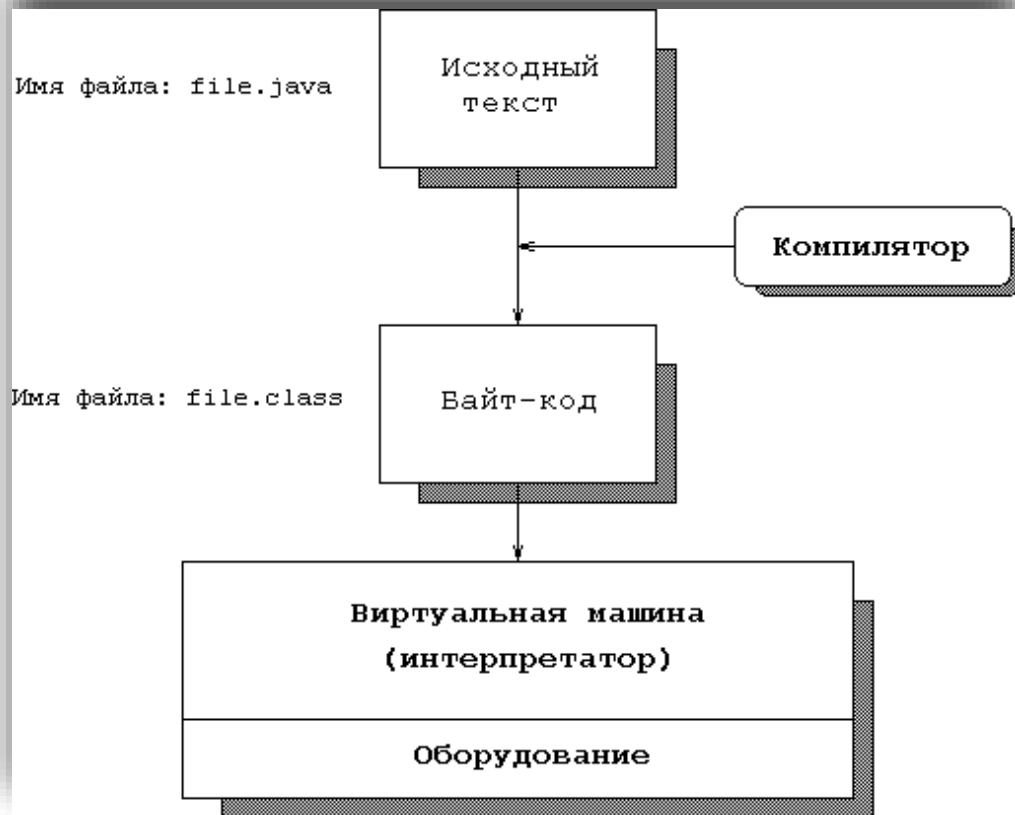 Исходный
текст
Имя файла: file.java
Компилятор
Байт-код
Имя файла: file.class
Виртуальная машина
(интерпретатор)
Оборудование